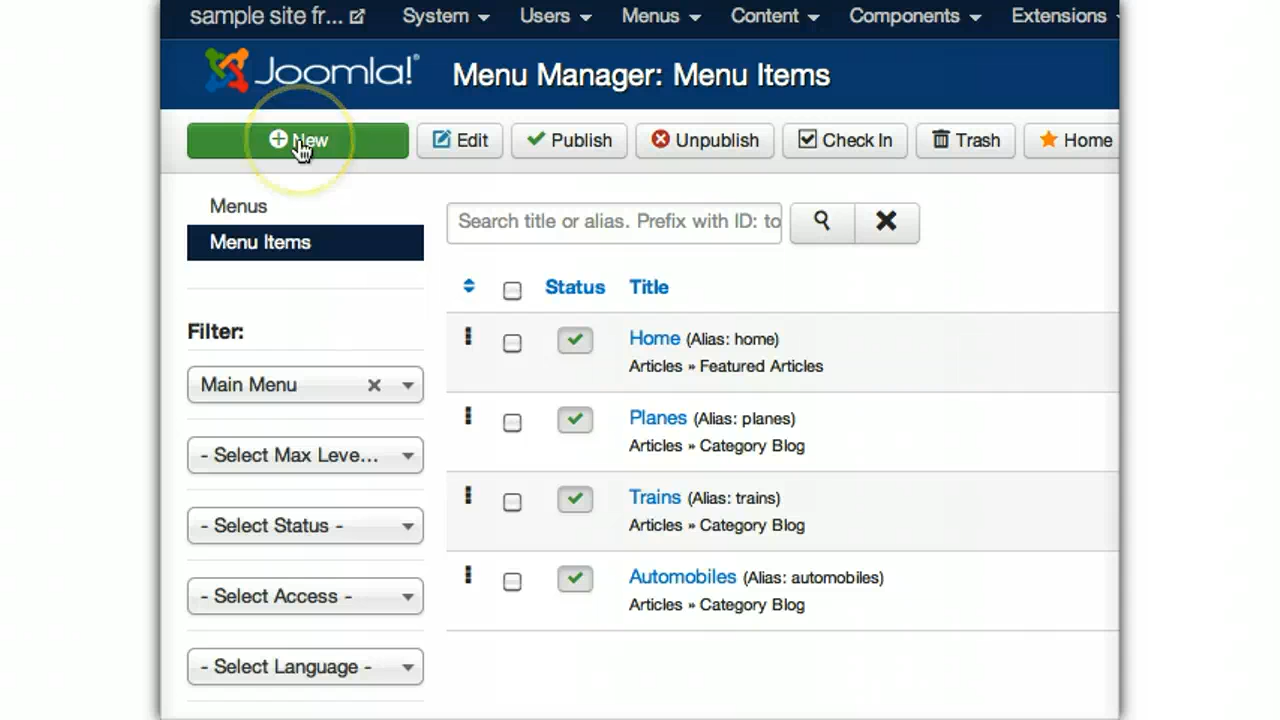 sample site fr... System Users Menus Content Components Extensions
Joomla!® Menu Manager: Menu Items
New Edit Publish Unpublish Check In Trash Home
Menus
Menu Items
Search title or alias. Prefix with ID: to
Status Title
Filter:
Home (Alias: home)
Articles » Featured Articles
Main Menu
Planes (Alias: planes)
Articles » Category Blog
- Select Max Leve...
Trains (Alias: trains)
Articles » Category Blog
- Select Status -
Automobiles (Alias: automobiles)
Articles » Category Blog
- Select Access -
- Select Language -